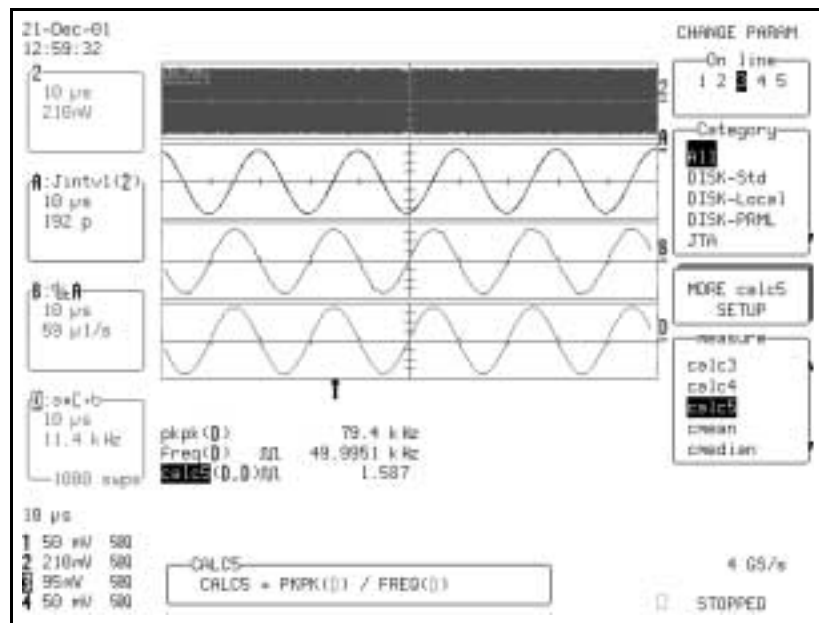 21-Dec-01
12:59:32
CHANGE PARAM
On line
1 2 3 4 5
2
10 µs
210mV
Category
All
DISK-Std
DISK-Local
DISK-PRML
JTA
A:Jintvl(2)
10 µs
192 p
MORE calc5
SETUP
10 µs
59 µ1/s
measure
calc3
calc4
calc5
cmean
cmedian
10 µs
11.4 kHz
1000 swps
pkpk(D) 79.4 kHz
Freq(D) 49.9951 kHz
calc5(D,D) 1.587
10 µs
1 50 mV 50Ω
2 210mV 50Ω
3 95mV 50Ω
4 50 mV 50Ω
CALC5
CALC5 = PKPK(D) / FREQ(D)
4 GS/s
STOPPED
A
B
D